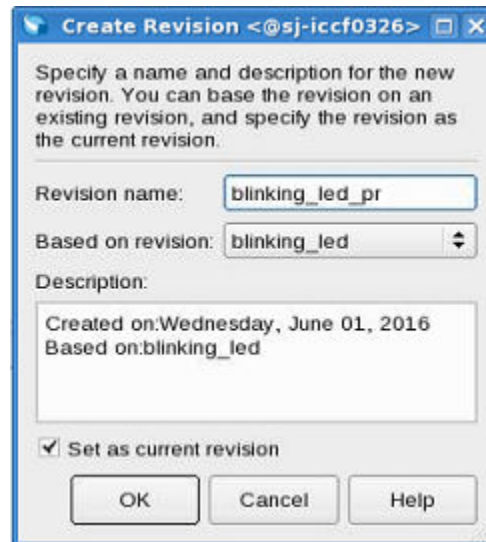 Create Revision <@sj-iccf0326>
Specify a name and description for the new
revision. You can base the revision on an
existing revision, and specify the revision as
the current revision.
Revision name: blinking_led_pr
Based on revision: blinking_led
Description:
Created on:Wednesday, June 01, 2016
Based on:blinking_led
Set as current revision
OK Cancel Help